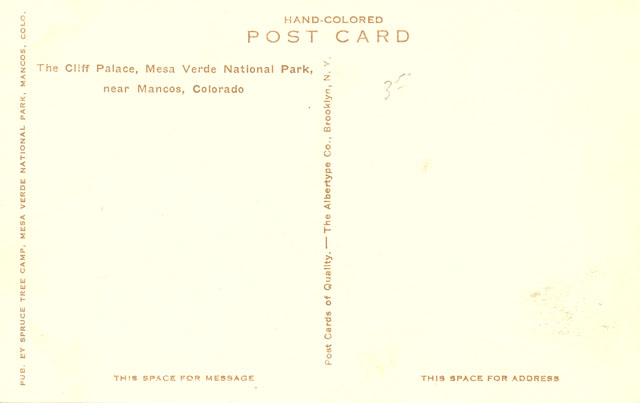 HAND-COLORED
POST CARD
The Cliff Palace, Mesa Verde National Park,
near Mancos, Colorado
35
PUB. BY SPRUCE TREE CAMP, MESA VERDE NATIONAL PARK, MANCOS, COLO.
Post Cards of Quality. — The Albertype Co., Brooklyn, N. Y.
THIS SPACE FOR MESSAGE
THIS SPACE FOR ADDRESS